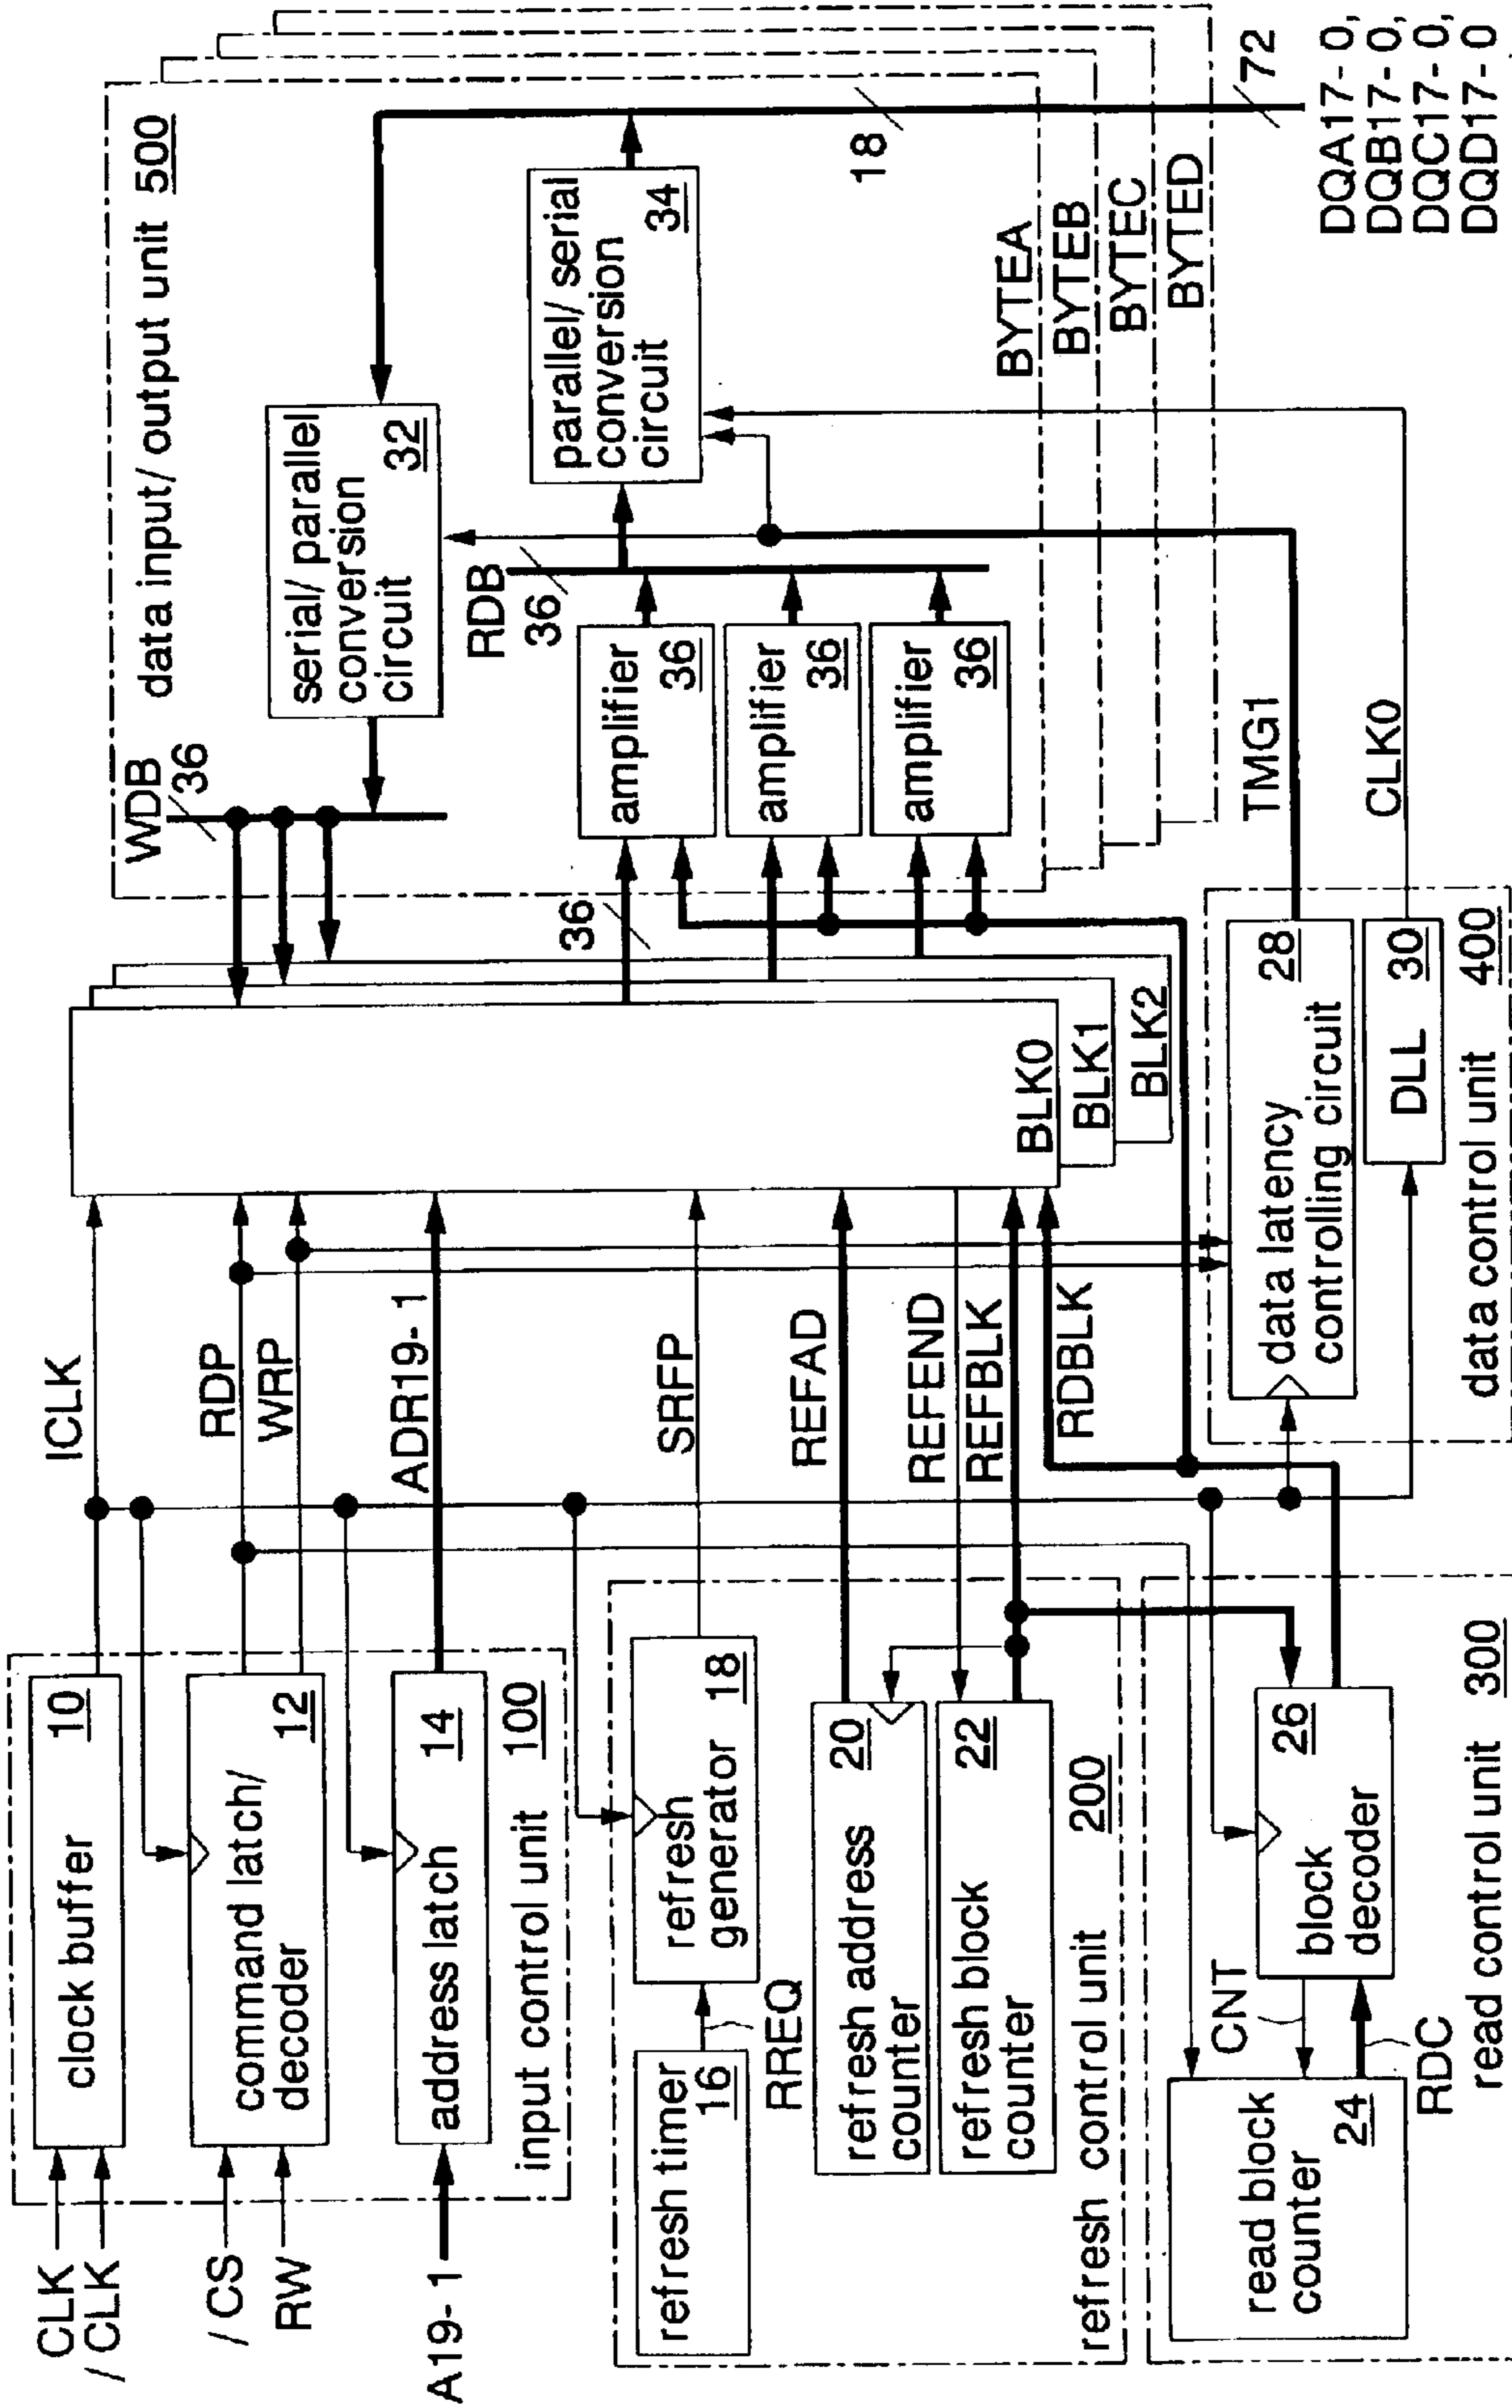 CLK
/ CLK
/ CS
RW
A19- 1
clock buffer
10
command latch/
decoder
12
address latch
14
input control unit
100
ICLK
RDP
WRP
ADR19- 1
refresh timer
16
RREQ
refresh
generator
18
SRFP
refresh address
counter
20
REFAD
refresh block
counter
22
REFEND
REFBLK
RDBLK
refresh control unit
200
read block
counter
24
CNT
RDC
block
decoder
26
read control unit
300
BLK0
BLK1
BLK2
data latency
controlling circuit
28
DLL
30
data control unit
400
TMG1
CLK0
WDB
36
data input/ output unit
500
serial/ parallel
conversion
circuit
32
RDB
36
36
amplifier
36
amplifier
36
amplifier
36
parallel/ serial
conversion
circuit
34
18
72
BYTEA
BYTEB
BYTEC
BYTED
DQA17- 0,
DQB17- 0,
DQC17- 0,
DQD17- 0